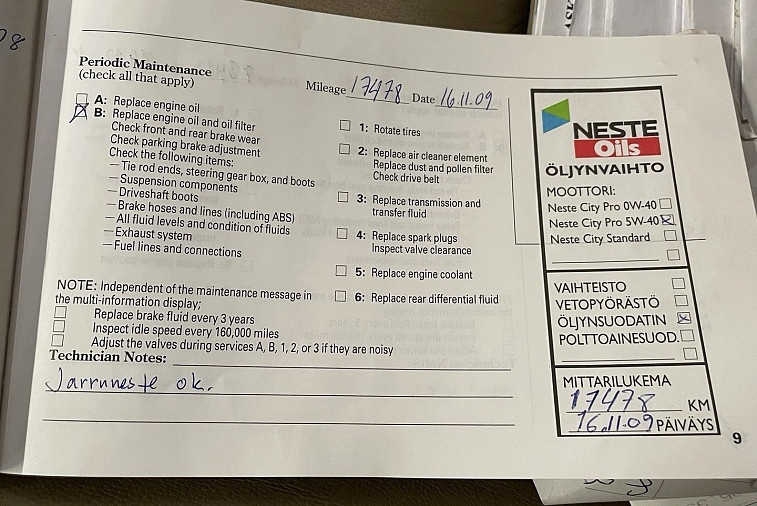 Periodic Maintenance
(check all that apply)
Mileage 17478 Date 16.11.09
A: Replace engine oil
B: Replace engine oil and oil filter
Check front and rear brake wear
Check parking brake adjustment
Check the following items:
—Tie rod ends, steering gear box, and boots
—Suspension components
—Driveshaft boots
—Brake hoses and lines (including ABS)
—All fluid levels and condition of fluids
—Exhaust system
—Fuel lines and connections
1: Rotate tires
2: Replace air cleaner element
Replace dust and pollen filter
Check drive belt
3: Replace transmission and
transfer fluid
4: Replace spark plugs
Inspect valve clearance
5: Replace engine coolant
6: Replace rear differential fluid
NOTE: Independent of the maintenance message in
the multi-information display;
Replace brake fluid every 3 years
Inspect idle speed every 160,000 miles
Adjust the valves during services A, B, 1, 2, or 3 if they are noisy
Technician Notes:
Jarruneste ok.
NESTE
Oils
ÖLJYNVAIHTO
MOOTTORI:
Neste City Pro 0W-40
Neste City Pro 5W-40
Neste City Standard
VAIHTEISTO
VETOPYÖRÄSTÖ
ÖLJYNSUODATIN
POLTTOAINESUOD.
MITTARILUKEMA
17478 KM
16.11.09 PÄIVÄYS
9